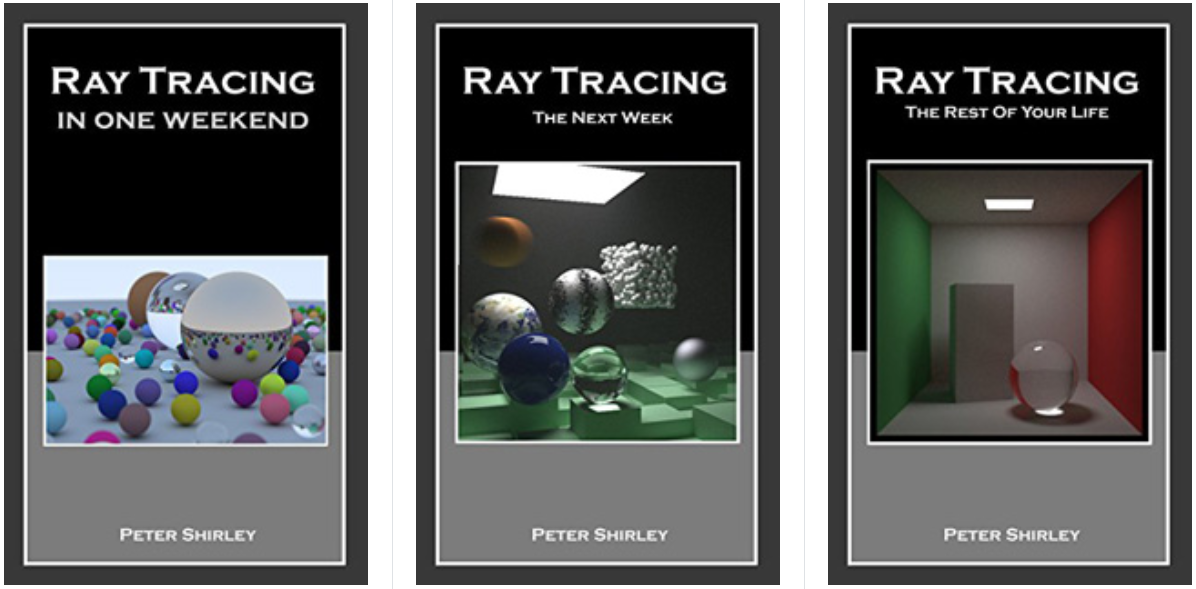 RAY TRACING
IN ONE WEEKEND
PETER SHIRLEY
RAY TRACING
THE NEXT WEEK
PETER SHIRLEY
RAY TRACING
THE REST OF YOUR LIFE
PETER SHIRLEY